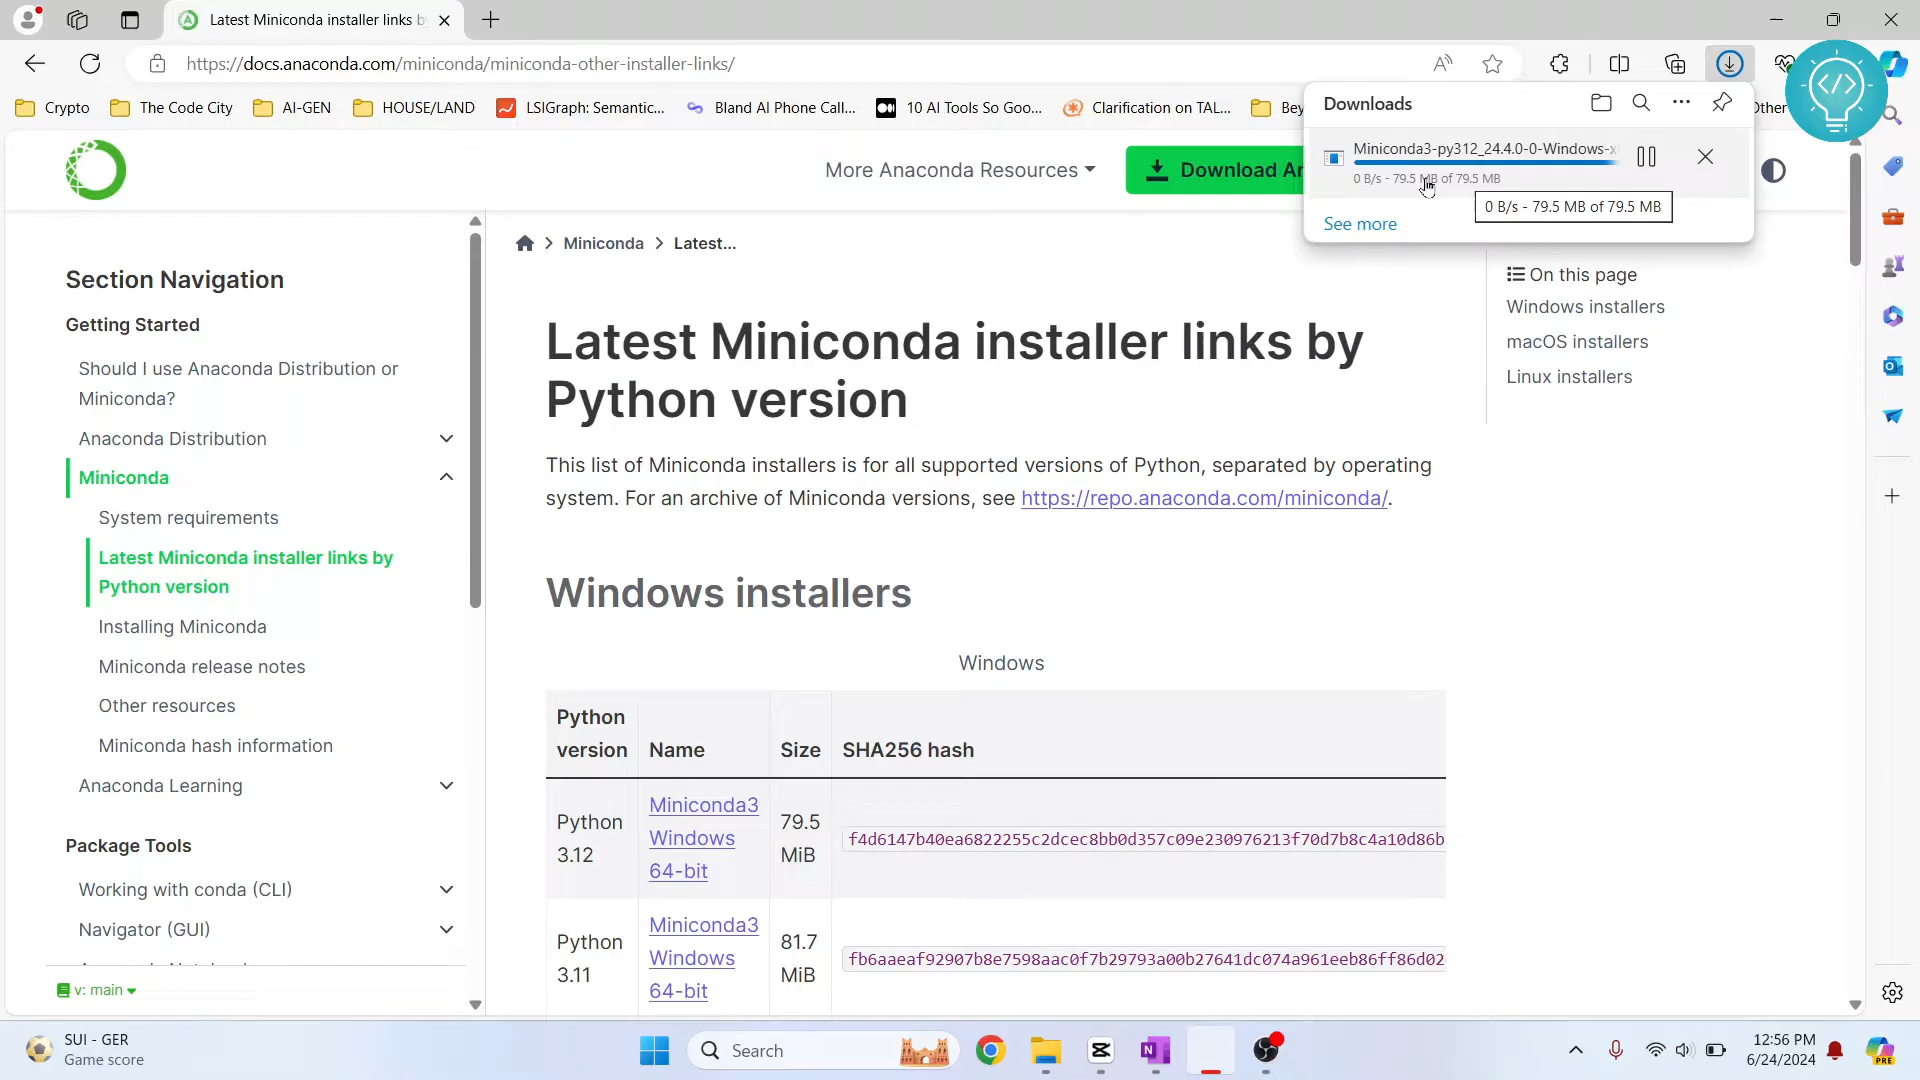 Latest Miniconda installer links by
https://docs.anaconda.com/miniconda/miniconda-other-installer-links/
Crypto
The Code City
AI-GEN
HOUSE/LAND
LSIGraph: Semantic...
Bland AI Phone Call...
10 AI Tools So Goo...
Clarification on TAL...
Bey
Other
Downloads
Miniconda3-py312_24.4.0-0-Windows-x
0 B/s - 79.5 MB of 79.5 MB
0 B/s - 79.5 MB of 79.5 MB
See more
More Anaconda Resources
Download An
Section Navigation
Getting Started
Should I use Anaconda Distribution or
Miniconda?
Anaconda Distribution
Miniconda
System requirements
Latest Miniconda installer links by
Python version
Installing Miniconda
Miniconda release notes
Other resources
Miniconda hash information
Anaconda Learning
Package Tools
Working with conda (CLI)
Navigator (GUI)
v: main
Miniconda
Latest...
Latest Miniconda installer links by
Python version
This list of Miniconda installers is for all supported versions of Python, separated by operating
system. For an archive of Miniconda versions, see https://repo.anaconda.com/miniconda/.
Windows installers
Windows
Python
version
Name
Size
SHA256 hash
Python
3.12
Miniconda3
Windows
64-bit
79.5
MiB
f4d6147b40ea6822255c2dcec8bb0d357c09e230976213f70d7b8c4a10d86b
Python
3.11
Miniconda3
Windows
64-bit
81.7
MiB
fb6aaeaf92907b8e7598aac0f7b29793a00b27641dc074a961eeb86ff86d02
On this page
Windows installers
macOS installers
Linux installers
SUI - GER
Game score
Search
12:56 PM
6/24/2024
PRE